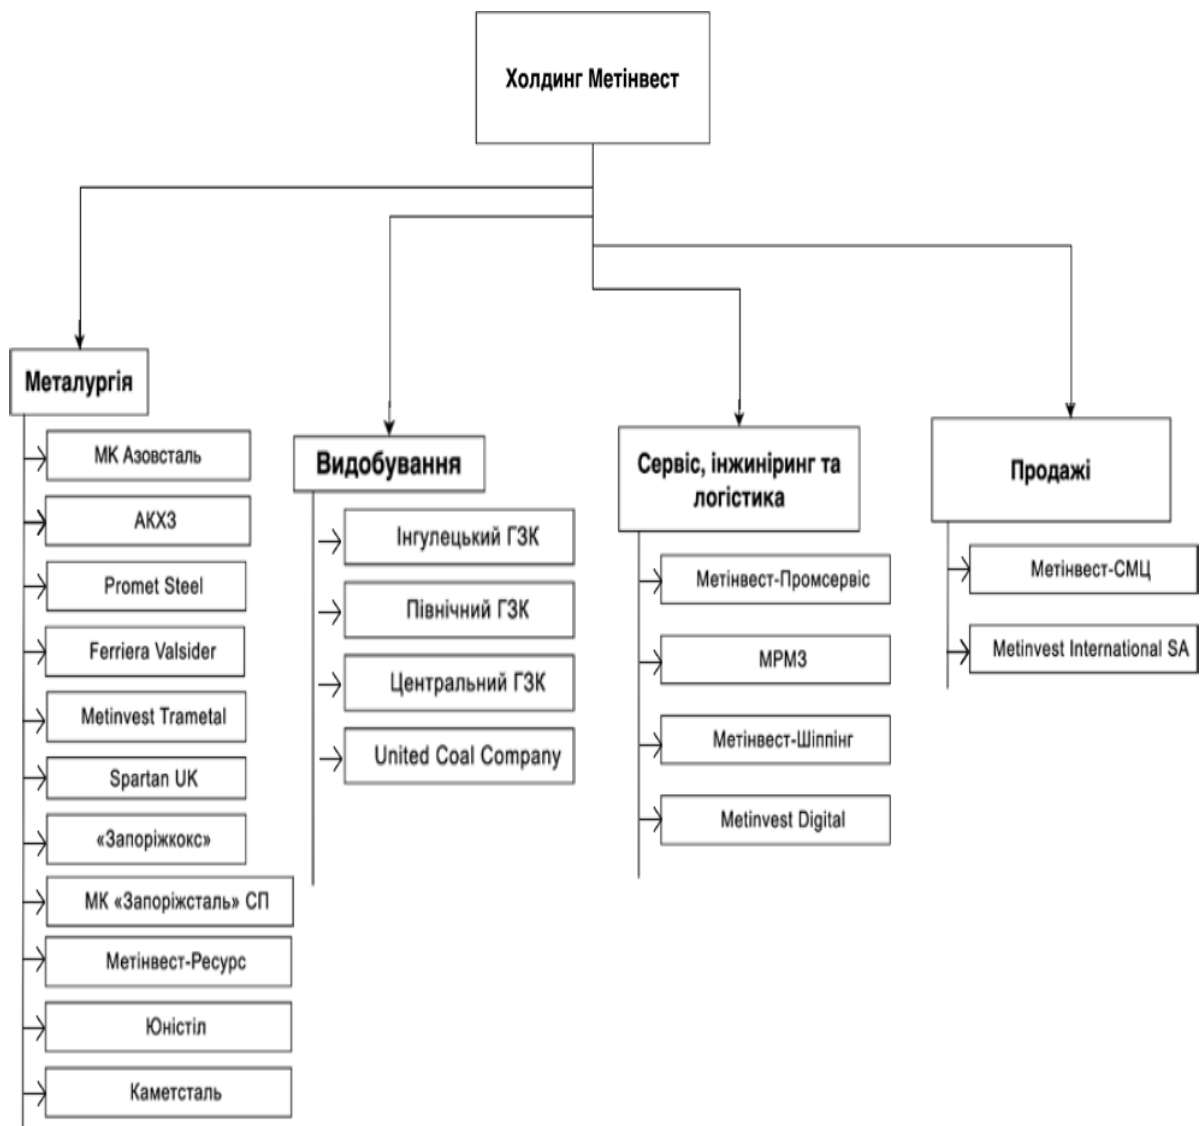 Холдинг Метінвест
Металургія
МК Азовсталь
АКХЗ
Promet Steel
Ferriera Valsider
Metinvest Trametal
Spartan UK
«Запоріжкокс»
МК «Запоріжсталь» СП
Метінвест-Ресурс
Юністіл
Каметсталь
Видобування
Інгулецький ГЗК
Північний ГЗК
Центральний ГЗК
United Coal Company
Сервіс, інжиніринг та
логістика
Метінвест-Промсервіс
МРМЗ
Метінвест-Шіппінг
Metinvest Digital
Продажі
Метінвест-СМЦ
Metinvest International SA